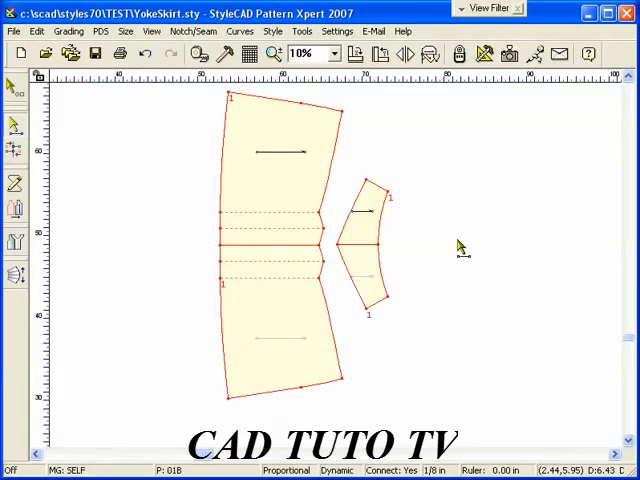 c:\scad\styles70\TEST\YokeSkirt.sty - StyleCAD Pattern Xpert 2007
View Filter
File Edit Grading PDS Size View Notch/Seam Curves Style Tools Settings E-Mail Help
10%
40 50 60 70 80 90 100
60
50
40
30
1
1
1
1
CAD TUTO TV
Off MG: SELF P: 01B Proportional Dynamic Connect: Yes 1/8 in Ruler: 0.00 in (2.44,5.95) D:6.43 D